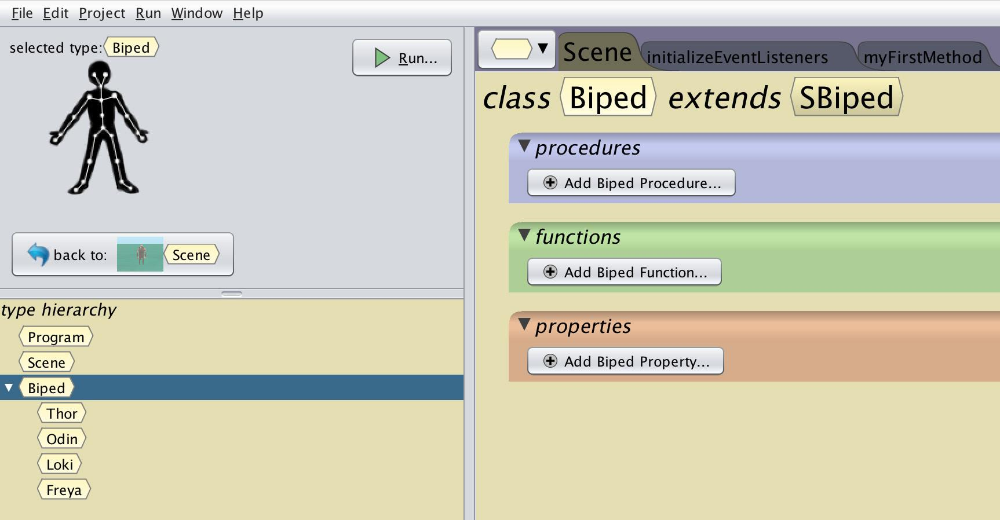 File Edit Project Run Window Help
selected type: Biped
Run...
back to: Scene
type hierarchy
Program
Scene
Biped
Thor
Odin
Loki
Freya
Scene initializeEventListeners myFirstMethod
class Biped extends SBiped
procedures
Add Biped Procedure...
functions
Add Biped Function...
properties
Add Biped Property...